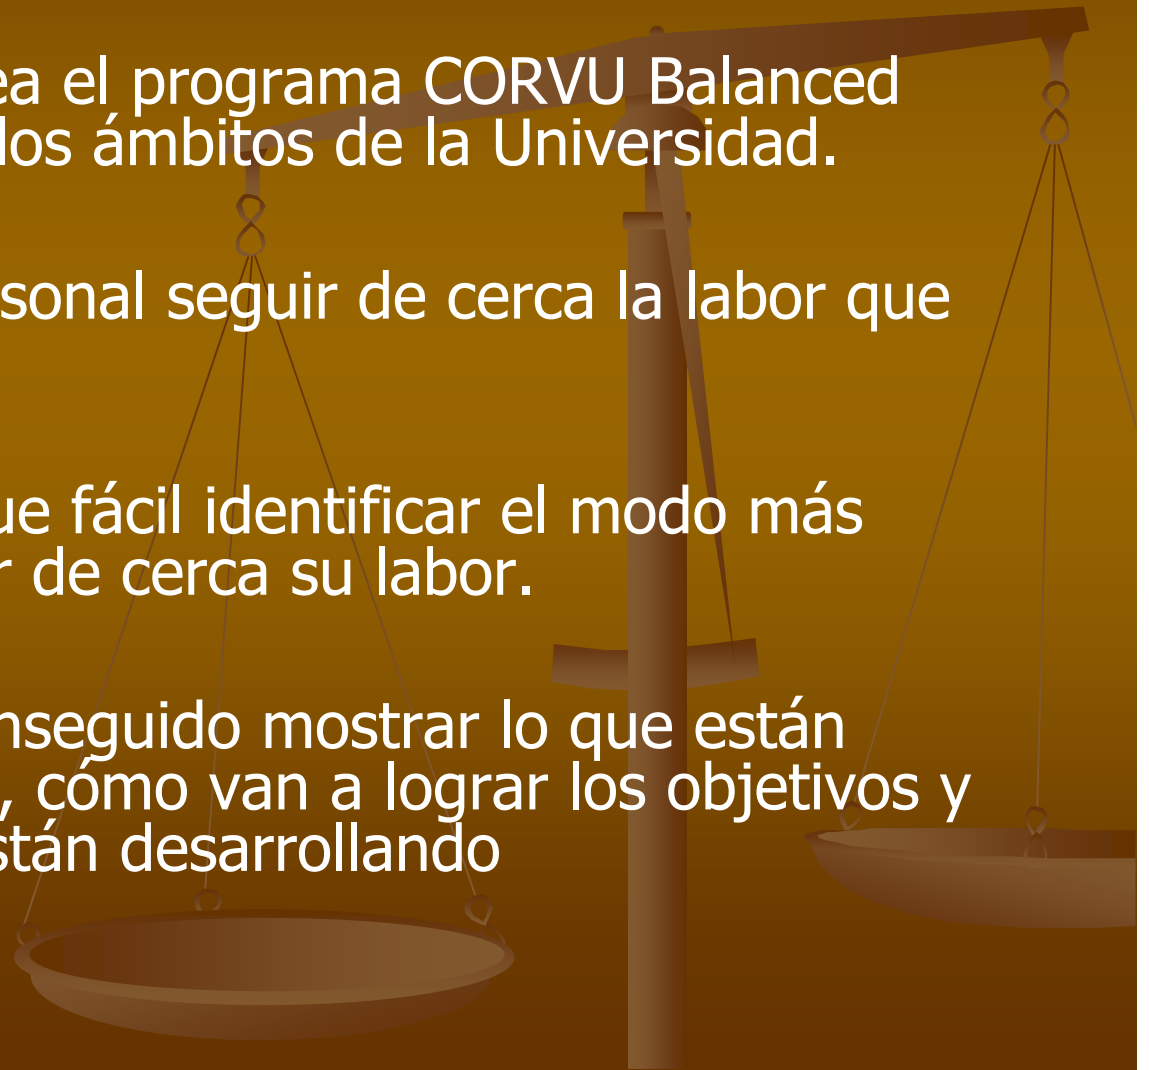 ea el programa CORVU Balanced
los ámbitos de la Universidad.
sonal seguir de cerca la labor que
ue fácil identificar el modo más
r de cerca su labor.
nseguido mostrar lo que están
, cómo van a lograr los objetivos y
stán desarrollando